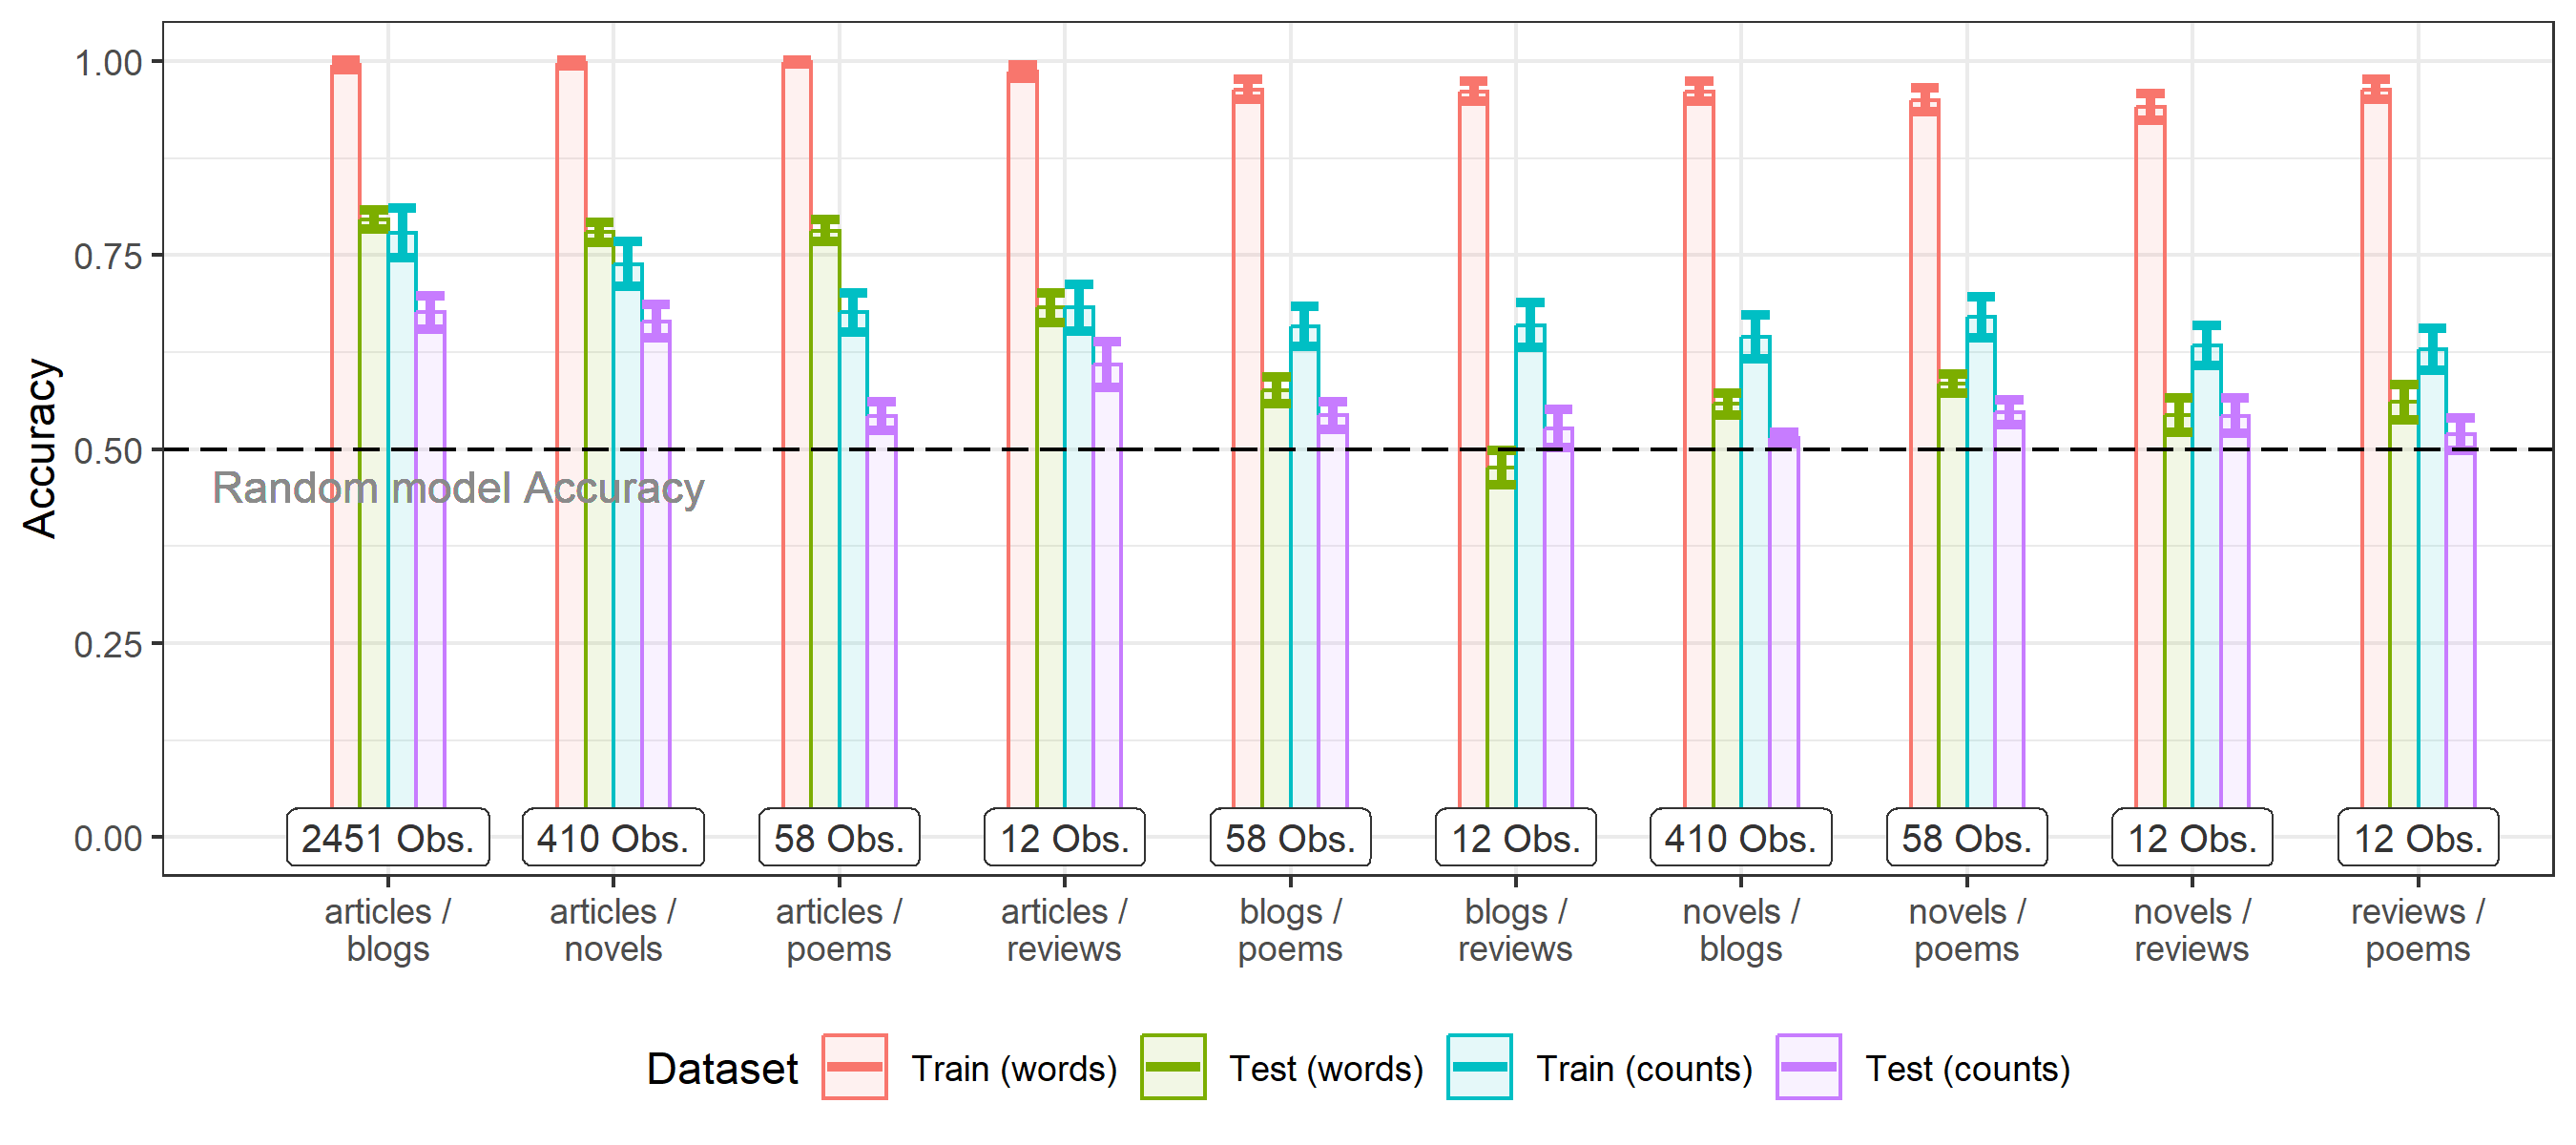 Accuracy
1.00
0.75
0.50
0.25
0.00
Random model Accuracy
2451 Obs.
410 Obs.
58 Obs.
12 Obs.
58 Obs.
12 Obs.
410 Obs.
58 Obs.
12 Obs.
12 Obs.
articles /
blogs
articles /
novels
articles /
poems
articles /
reviews
blogs /
poems
blogs /
reviews
novels /
blogs
novels /
poems
novels /
reviews
reviews /
poems
Dataset
Train (words)
Test (words)
Train (counts)
Test (counts)